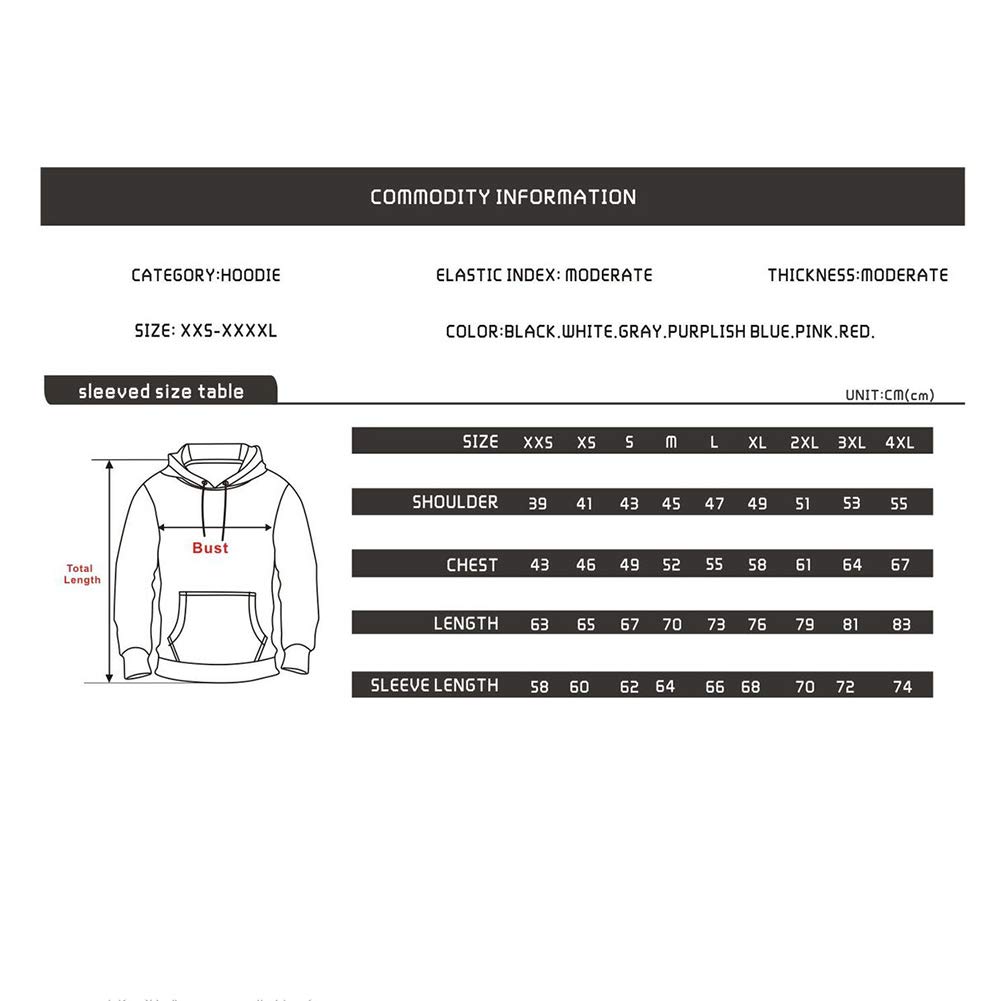 COMMODITY INFORMATION
CATEGORY:HOODIE ELASTIC INDEX: MODERATE THICKNESS:MODERATE
SIZE: XXS-XXXXL COLOR:BLACK.WHITE.GRAY.PURPLISH BLUE.PINK.RED.
sleeved size table UNIT:CM(cm)
SIZE XXS XS S M L XL 2XL 3XL 4XL
SHOULDER 39 41 43 45 47 49 51 53 55
Bust
CHEST 43 46 49 52 55 58 61 64 67
Total
Length
LENGTH 63 65 67 70 73 76 79 81 83
SLEEVE LENGTH 58 60 62 64 66 68 70 72 74